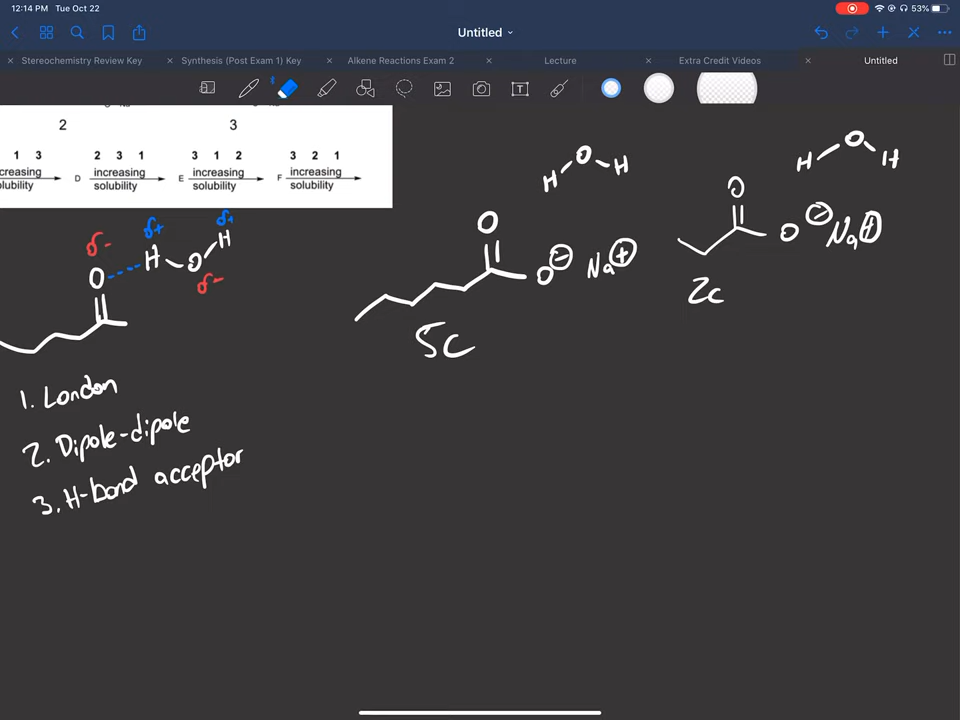 12:14 PM Tue Oct 22
53%
Untitled
Stereochemistry Review Key
Synthesis (Post Exam 1) Key
Alkene Reactions Exam 2
Lecture
Extra Credit Videos
Untitled
2 3
1 3 2 3 1 3 1 2 3 2 1
creasing D increasing E increasing F increasing
olubility solubility solubility solubility
δ- δ+ δ+
O H O H
δ-
H O H
O
O⊖ Na⊕
5C
H O H
O
O⊖ Na⊕
2C
1. London
2. Dipole-dipole
3. H-bond acceptor